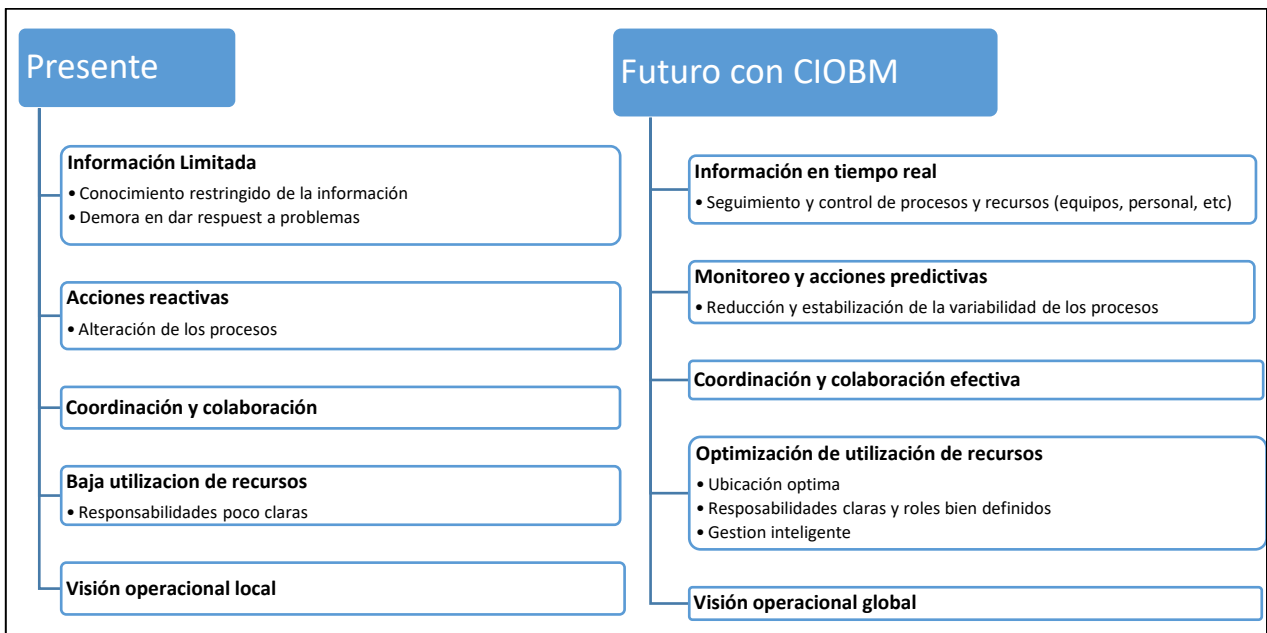 Presente
Información Limitada
• Conocimiento restringido de la información
• Demora en dar respuest a problemas
Acciones reactivas
• Alteración de los procesos
Coordinación y colaboración
Baja utilizacion de recursos
• Responsabilidades poco claras
Visión operacional local
Futuro con CIOBM
Información en tiempo real
• Seguimiento y control de procesos y recursos (equipos, personal, etc)
Monitoreo y acciones predictivas
• Reducción y estabilización de la variabilidad de los procesos
Coordinación y colaboración efectiva
Optimización de utilización de recursos
• Ubicación optima
• Resposabilidades claras y roles bien definidos
• Gestion inteligente
Visión operacional global